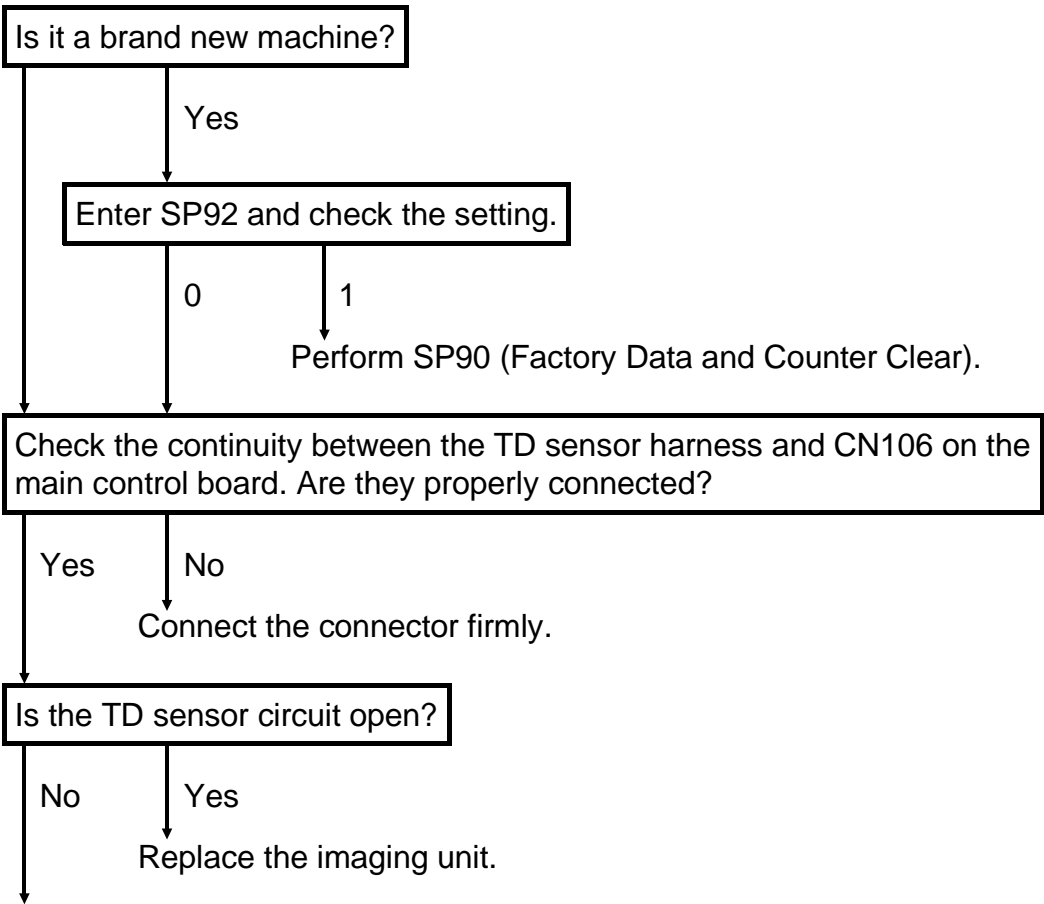 Is it a brand new machine?
Yes
Enter SP92 and check the setting.
0
1
Perform SP90 (Factory Data and Counter Clear).
Check the continuity between the TD sensor harness and CN106 on the
main control board. Are they properly connected?
Yes
No
Connect the connector firmly.
Is the TD sensor circuit open?
No
Yes
Replace the imaging unit.